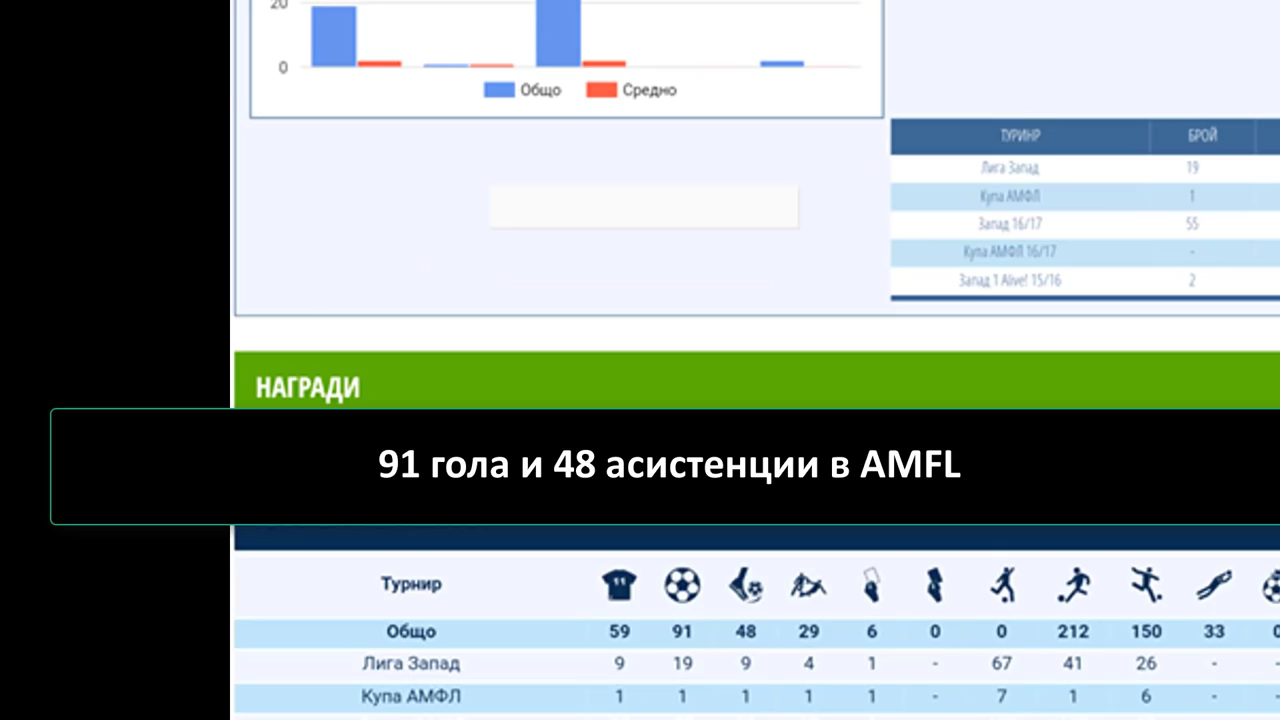 20
0
Общо Средно
ТУРИНР БРОЙ
Лига Запад 19
Купа АМФЛ 1
Запад 16/17 55
Купа АМФЛ 16/17 -
Запад 1 Alive! 15/16 2
НАГРАДИ
91 гола и 48 асистенции в AMFL
Турнир
Общо 59 91 48 29 6 0 0 212 150 33 0
Лига Запад 9 19 9 4 1 - 67 41 26 - -
Купа АМФЛ 1 1 1 1 1 - 7 1 6 - -